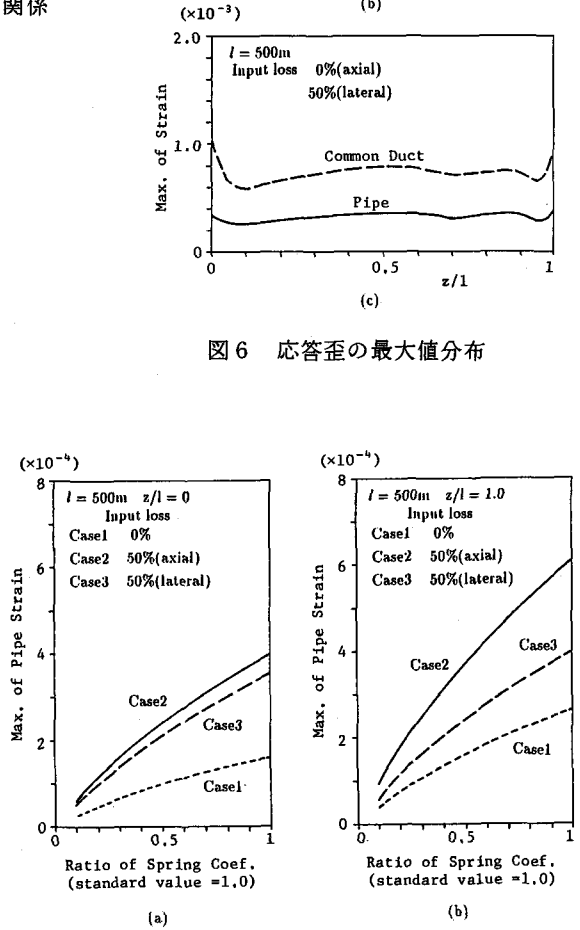 関係
(b)
(×10⁻³)
2.0
1.0
0
Max. of Strain
l = 500m
Input loss 0%(axial)
50%(lateral)
Common Duct
Pipe
0 0.5 1
z/l
(c)
図6 応答歪の最大値分布
(×10⁻⁴)
8
6
4
2
0
Max. of Pipe Strain
l = 500m z/l = 0
Input loss
Case1 0%
Case2 50%(axial)
Case3 50%(lateral)
Case2
Case3
Case1
0 0.5 1
Ratio of Spring Coef.
(standard value =1.0)
(a)
(×10⁻⁴)
8
6
4
2
0
Max. of Pipe Strain
l = 500m z/l = 1.0
Input loss
Case1 0%
Case2 50%(axial)
Case3 50%(lateral)
Case2
Case3
Case1
0 0.5 1
Ratio of Spring Coef.
(standard value =1.0)
(b)